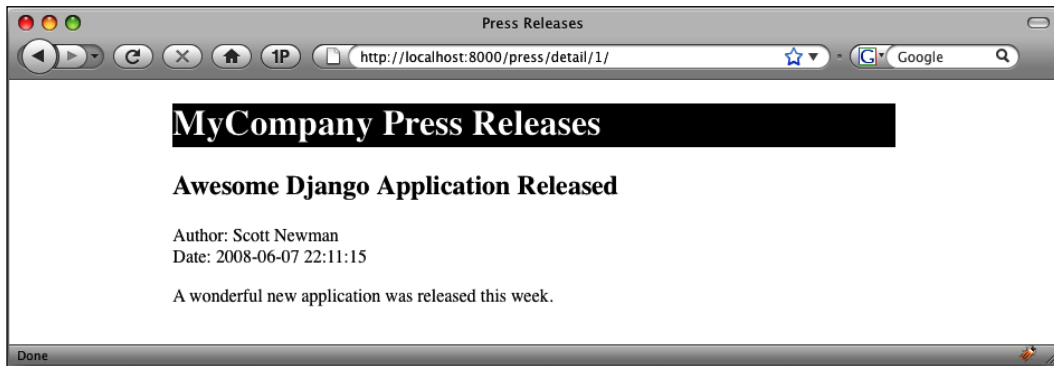 Press Releases
1P
http://localhost:8000/press/detail/1/
G
Google
MyCompany Press Releases
Awesome Django Application Released
Author: Scott Newman
Date: 2008-06-07 22:11:15
A wonderful new application was released this week.
Done